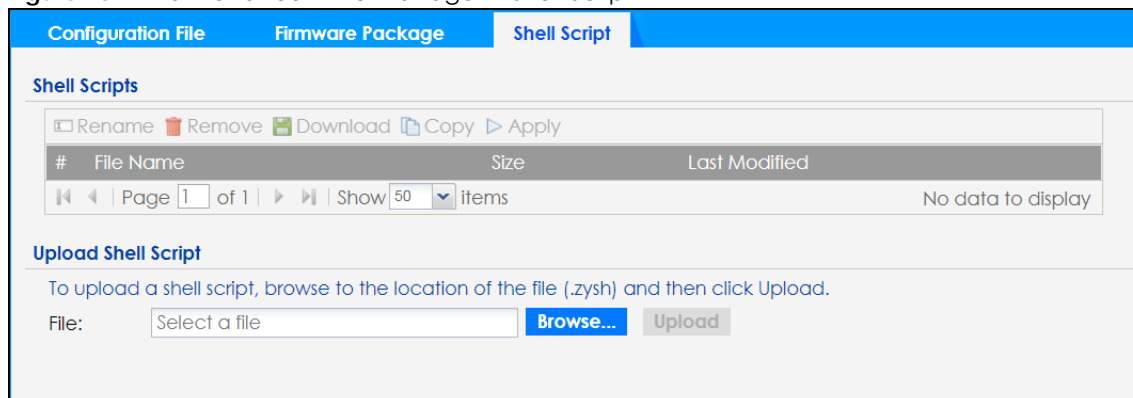 Configuration File Firmware Package Shell Script
Shell Scripts
Rename Remove Download Copy Apply
# File Name Size Last Modified
Page 1 of 1 Show 50 items No data to display
Upload Shell Script
To upload a shell script, browse to the location of the file (.zysh) and then click Upload.
File: Select a file Browse... Upload